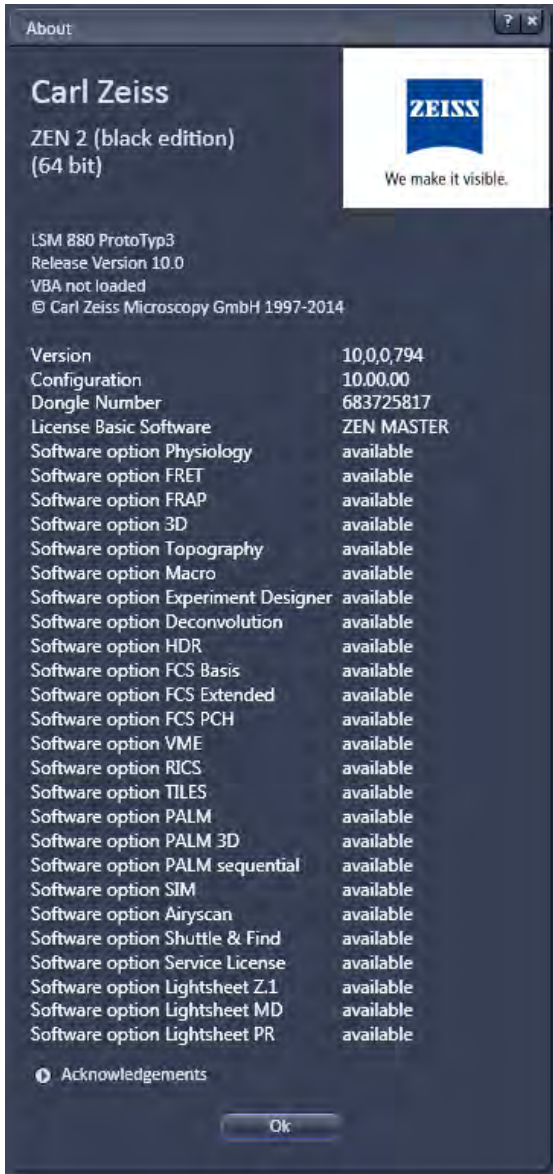 About
Carl Zeiss
ZEN 2 (black edition)
(64 bit)
ZEISS
We make it visible.
LSM 880 ProtoTyp3
Release Version 10.0
VBA not loaded
© Carl Zeiss Microscopy GmbH 1997-2014
Version 10,0,0,794
Configuration 10.00.00
Dongle Number 683725817
License Basic Software ZEN MASTER
Software option Physiology available
Software option FRET available
Software option FRAP available
Software option 3D available
Software option Topography available
Software option Macro available
Software option Experiment Designer available
Software option Deconvolution available
Software option HDR available
Software option FCS Basis available
Software option FCS Extended available
Software option FCS PCH available
Software option VME available
Software option RICS available
Software option TILES available
Software option PALM available
Software option PALM 3D available
Software option PALM sequential available
Software option SIM available
Software option Airyscan available
Software option Shuttle & Find available
Software option Service License available
Software option Lightsheet Z.1 available
Software option Lightsheet MD available
Software option Lightsheet PR available
Acknowledgements
Ok